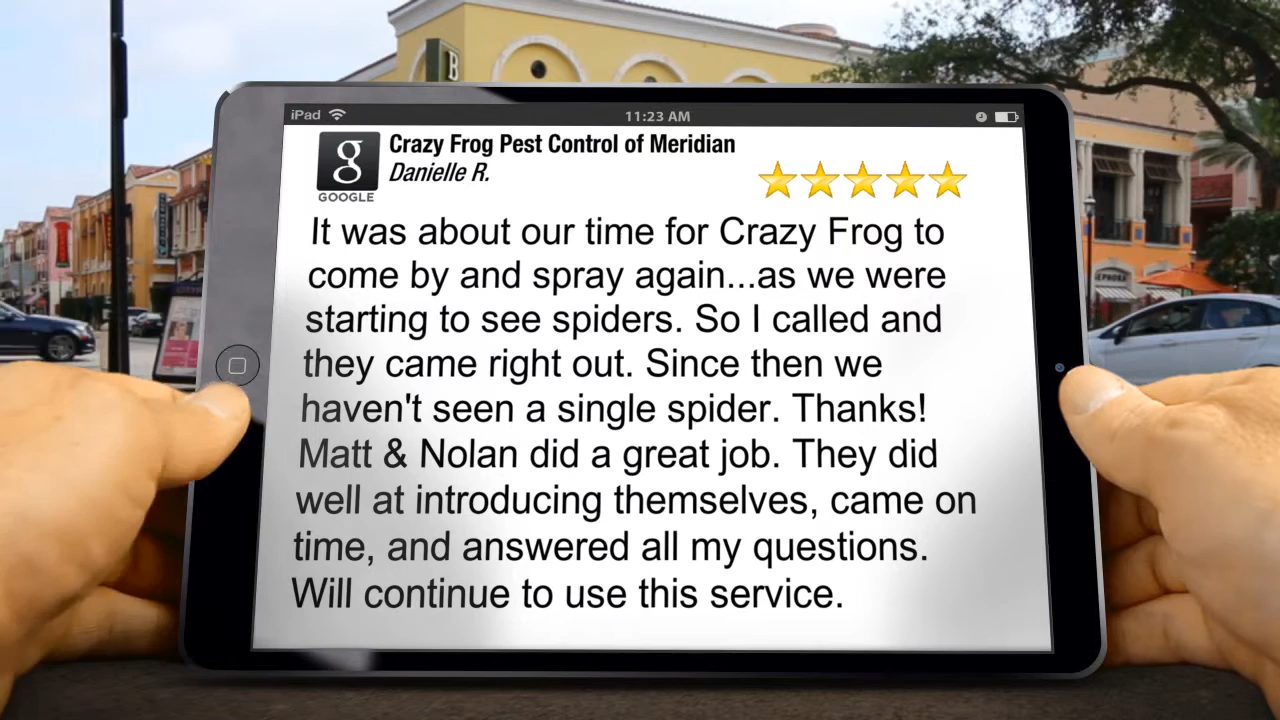 B
iPad
11:23 AM
g
GOOGLE
Crazy Frog Pest Control of Meridian
Danielle R.
It was about our time for Crazy Frog to
come by and spray again...as we were
starting to see spiders. So I called and
they came right out. Since then we
haven't seen a single spider. Thanks!
Matt & Nolan did a great job. They did
well at introducing themselves, came on
time, and answered all my questions.
Will continue to use this service.
SEPHORA